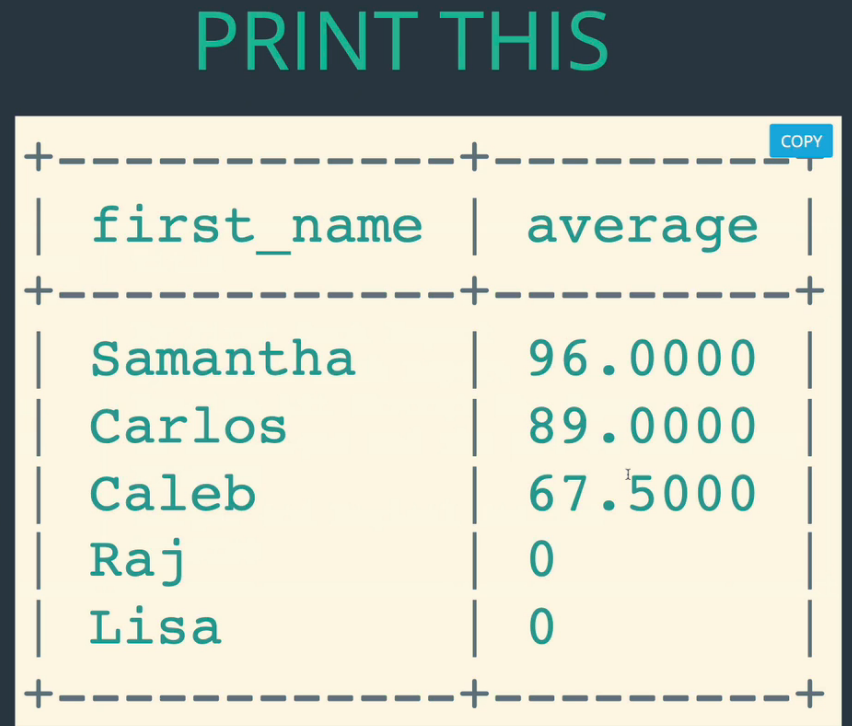 PRINT THIS
COPY
+------------+----------+
| first_name | average |
+------------+----------+
| Samantha | 96.0000 |
| Carlos | 89.0000 |
| Caleb | 67.5000 |
| Raj | 0 |
| Lisa | 0 |
+------------+----------+